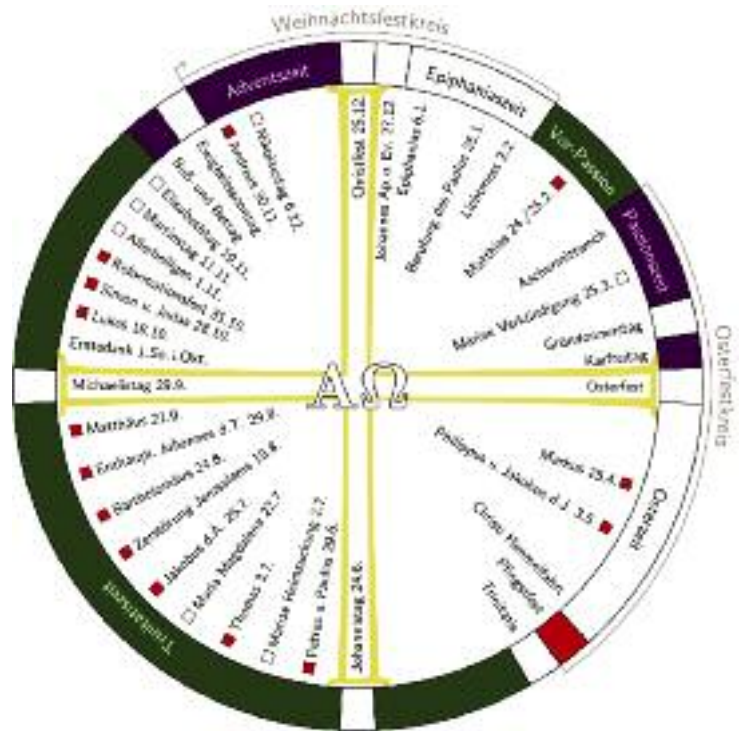 Weihnachtsfestkreis
Adventszeit
Epiphaniaszeit
Vor-Passion
Passionszeit
Osterfestkreis
Osterzeit
Trinitatiszeit
Christfest 25.12.
Johannes Ap. u. Ev. 27.12.
Epiphanias 6.1.
Berufung des Paulus 25.1.
Lichtmess 2.2.
Matthias 24./25.2.
Aschermittwoch
Mariae Verkündigung 25.3.
Gründonnerstag
Karfreitag
Osterfest
Markus 25.4.
Philippus u. Jakobus d.J. 3.5.
Christi Himmelfahrt
Pfingstfest
Trinitatis
Johannistag 24.6.
Petrus u. Paulus 29.6.
Mariae Heimsuchung 2.7.
Thomas 3.7.
Maria Magdalena 22.7.
Jakobus d.Ä. 25.7.
Zerstörung Jerusalems 10.8.
Bartholomäus 24.8.
Enthaupt. Johannes d.T. 29.8.
Matthäus 21.9.
Michaelistag 29.9.
Erntedank 1.So. i. Okt.
Lukas 18.10.
Simon u. Judas 28.10.
Reformationsfest 31.10.
Allerheiligen 1.11.
Martinstag 11.11.
Elisabethtag 19.11.
Buß- und Bettag
Ewigkeitssonntag
Andreas 30.11.
Nikolaustag 6.12.
ΑΩ